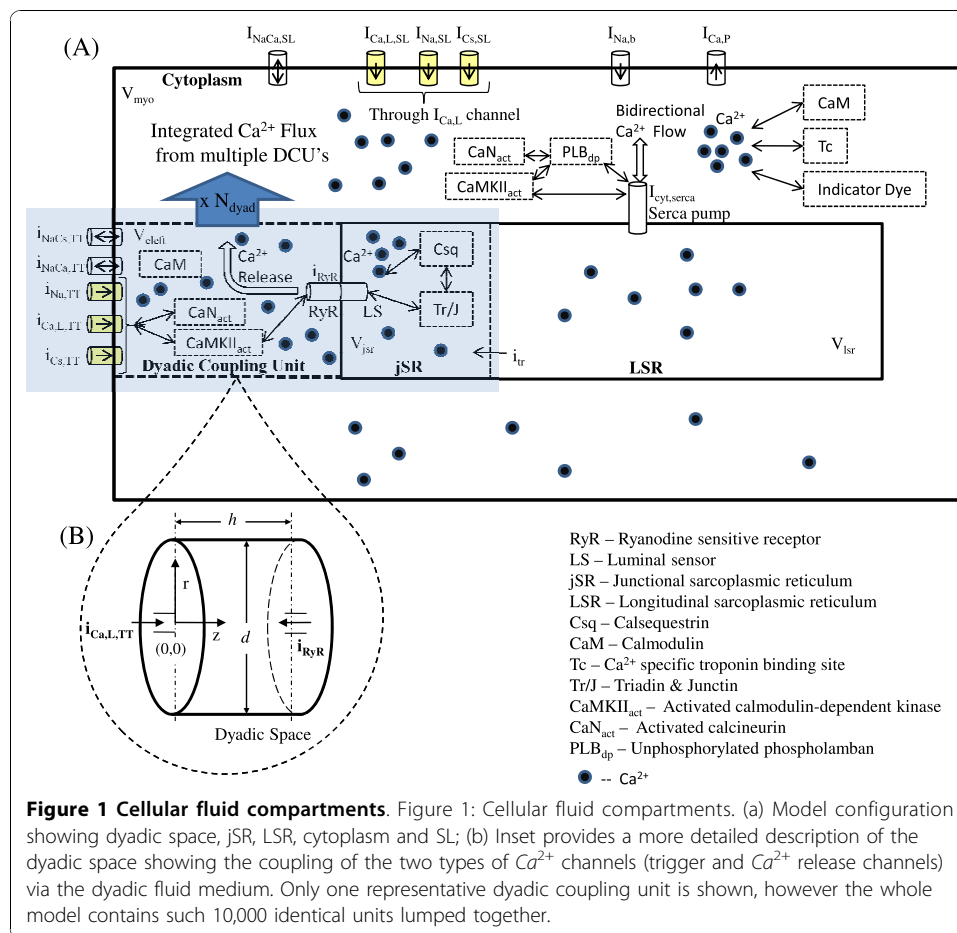 (A)
I_NaCa,SL
I_Ca,L,SL I_Na,SL I_Cs,SL
I_Na,b
I_Ca,P
Cytoplasm
V_myo
Through I_Ca,L channel
Integrated Ca²⁺ Flux
from multiple DCU's
x N_dyad
Bidirectional
Ca²⁺ Flow
CaN_act
PLB_dp
CaMKII_act
I_cyt,serca
Serca pump
Ca²⁺
CaM
Tc
Indicator Dye
i_NaCs,TT
i_NaCa,TT
i_Na,TT
i_Ca,L,TT
i_Cs,TT
V_cleft
CaM
Ca²⁺
Release
CaN_act
CaMKII_act
Dyadic Coupling Unit
i_RyR
RyR
LS
Ca²⁺
Csq
Tr/J
V_jsr
jSR
i_tr
LSR
V_lsr
(B)
h
r
z
d
(0,0)
i_Ca,L,TT
i_RyR
Dyadic Space
RyR – Ryanodine sensitive receptor
LS – Luminal sensor
jSR – Junctional sarcoplasmic reticulum
LSR – Longitudinal sarcoplasmic reticulum
Csq – Calsequestrin
CaM – Calmodulin
Tc – Ca²⁺ specific troponin binding site
Tr/J – Triadin & Junctin
CaMKII_act – Activated calmodulin-dependent kinase
CaN_act – Activated calcineurin
PLB_dp – Unphosphorylated phospholamban
-- Ca²⁺
Figure 1 Cellular fluid compartments. Figure 1: Cellular fluid compartments. (a) Model configuration
showing dyadic space, jSR, LSR, cytoplasm and SL; (b) Inset provides a more detailed description of the
dyadic space showing the coupling of the two types of Ca²⁺ channels (trigger and Ca²⁺ release channels)
via the dyadic fluid medium. Only one representative dyadic coupling unit is shown, however the whole
model contains such 10,000 identical units lumped together.